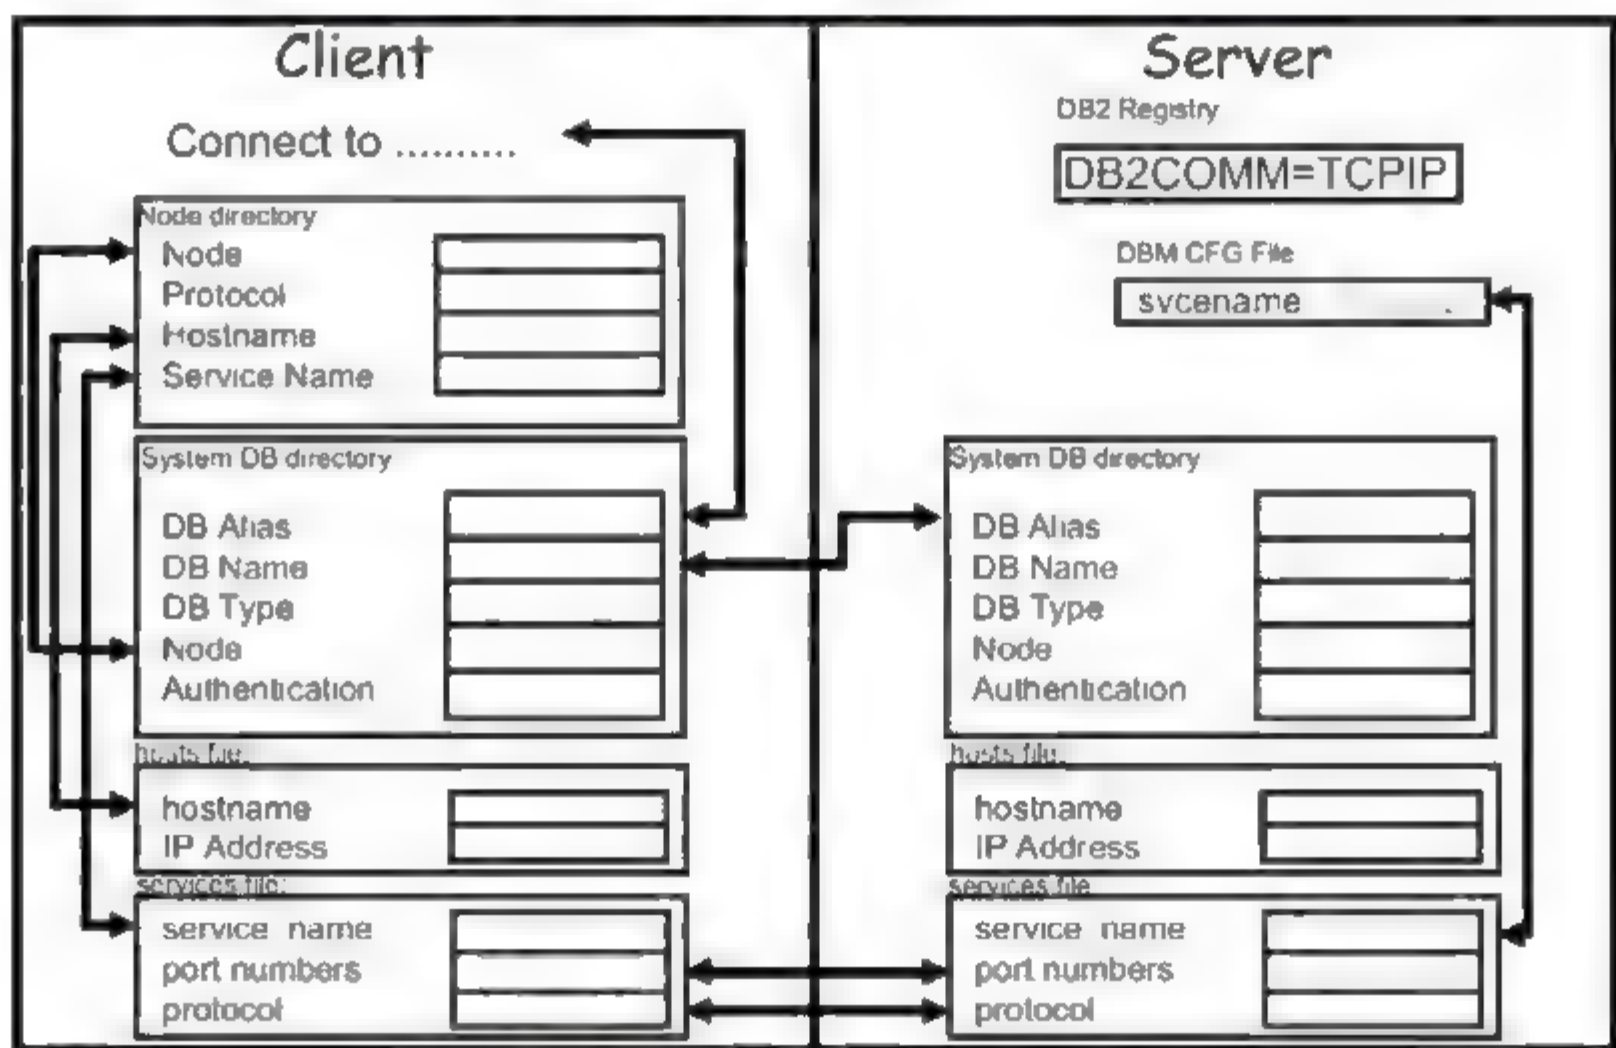 Client
Connect to ..........
Node directory
Node
Protocol
Hostname
Service Name
System DB directory
DB Alias
DB Name
DB Type
Node
Authentication
hosts file:
hostname
IP Address
services file:
service name
port numbers
protocol
Server
DB2 Registry
DB2COMM=TCPIP
DBM CFG File
svcename
System DB directory
DB Alias
DB Name
DB Type
Node
Authentication
hosts file:
hostname
IP Address
services file
service name
port numbers
protocol